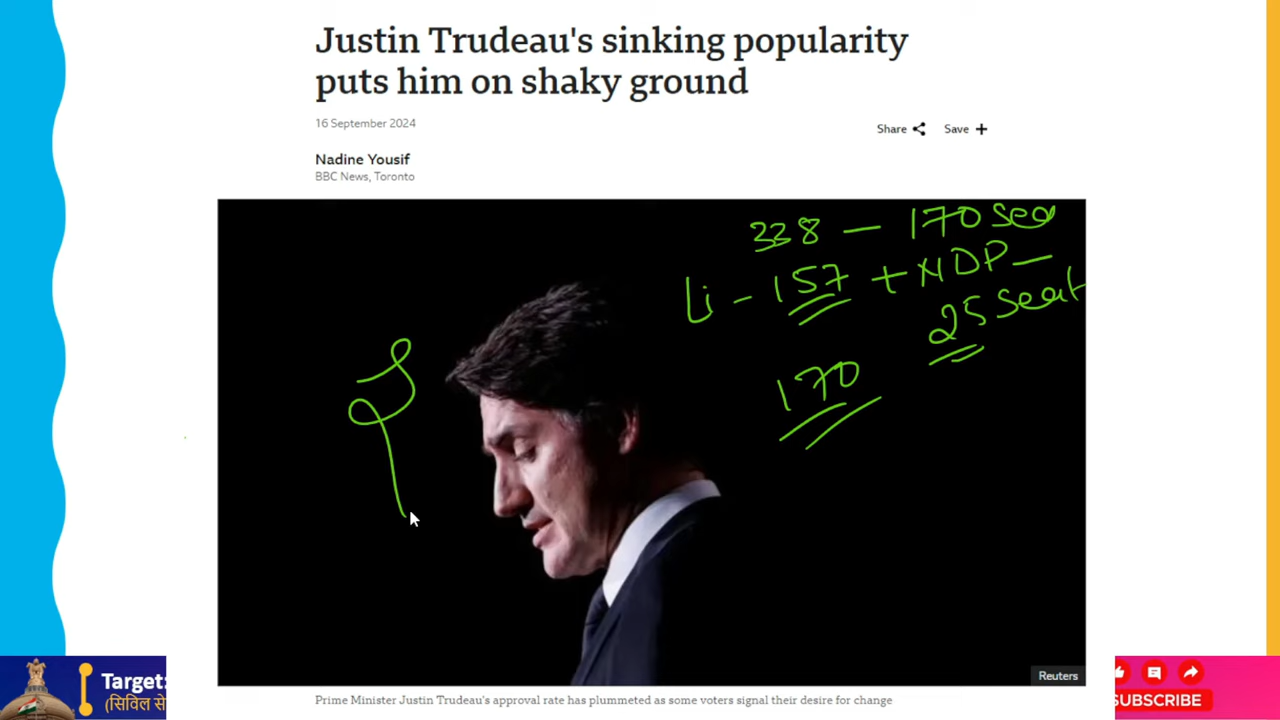 Justin Trudeau's sinking popularity
puts him on shaky ground
16 September 2024
Share
Save +
Nadine Yousif
BBC News, Toronto
338 — 170 Sea
Li - 157 + NDP —
25 Seat
170
Reuters
Target:
(सिविल से
SUBSCRIBE
Prime Minister Justin Trudeau's approval rate has plummeted as some voters signal their desire for change